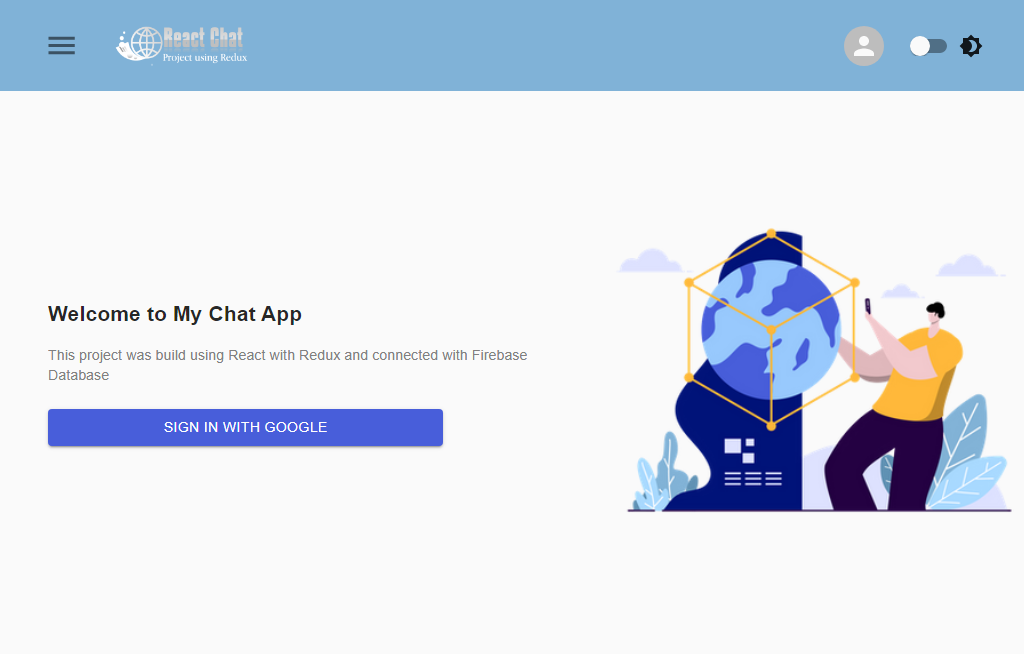 React Chat
Project using Redux
Welcome to My Chat App
This project was build using React with Redux and connected with Firebase
Database
SIGN IN WITH GOOGLE